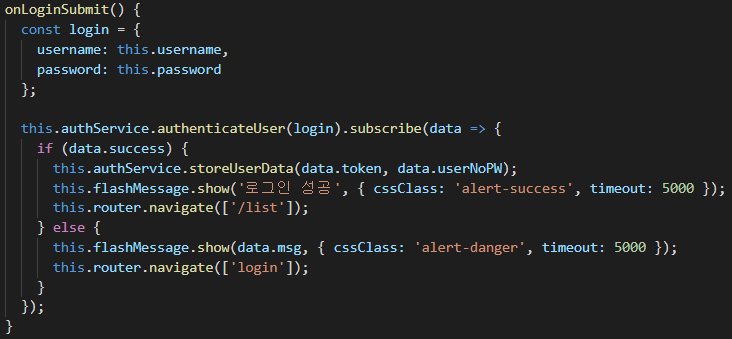 onLoginSubmit() {
  const login = {
    username: this.username,
    password: this.password
  };

  this.authService.authenticateUser(login).subscribe(data => {
    if (data.success) {
      this.authService.storeUserData(data.token, data.userNoPW);
      this.flashMessage.show('로그인 성공', { cssClass: 'alert-success', timeout: 5000 });
      this.router.navigate(['/list']);
    } else {
      this.flashMessage.show(data.msg, { cssClass: 'alert-danger', timeout: 5000 });
      this.router.navigate(['login']);
    }
  });
}